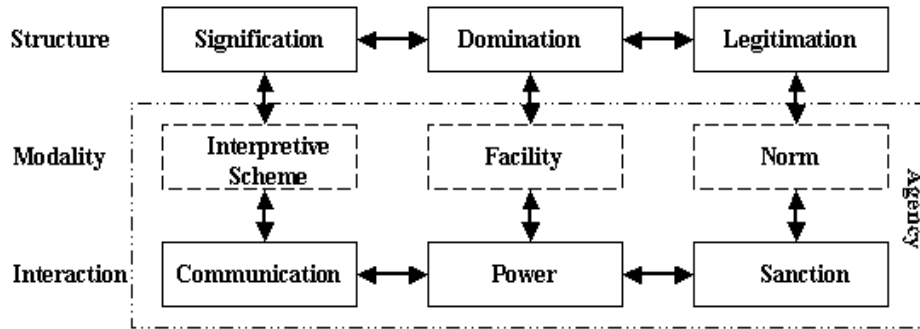 Structure Signification Domination Legitimation
Modality Interpretive Scheme Facility Norm
Agency
Interaction Communication Power Sanction